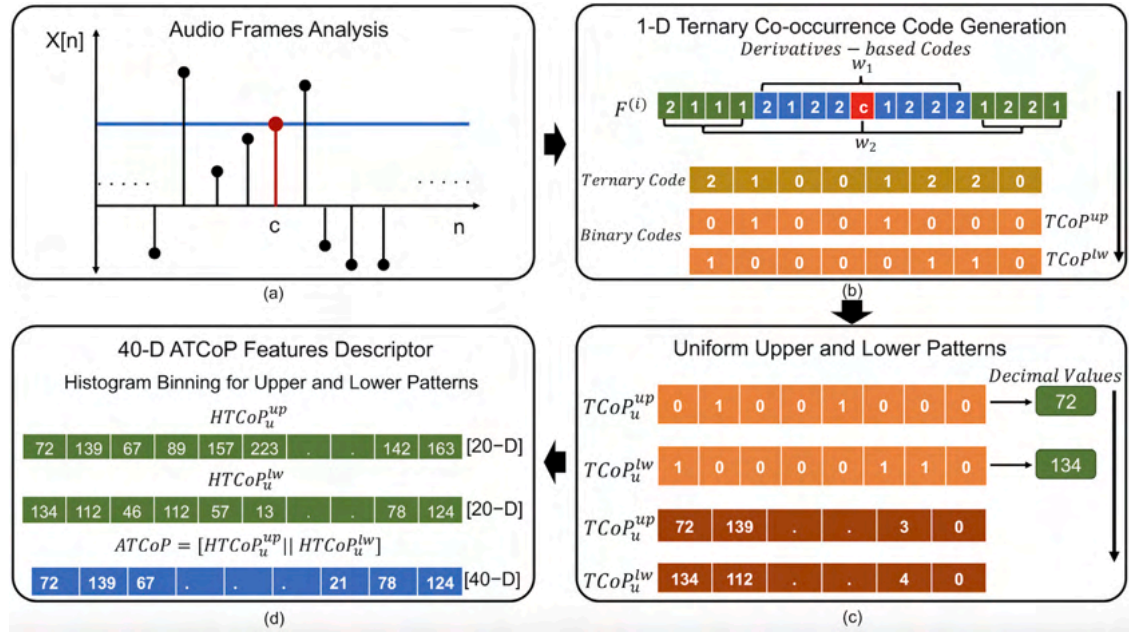 Audio Frames Analysis
X[n]
. . . . . . . . . .
c
n
(a)
1-D Ternary Co-occurrence Code Generation
Derivatives − based Codes
w₁
F⁽ⁱ⁾ 2 1 1 1 2 1 2 2 c 1 2 2 2 1 2 2 1
w₂
Ternary Code 2 1 0 0 1 2 2 0
0 1 0 0 1 0 0 0 TCoPᵘᵖ
Binary Codes
1 0 0 0 0 1 1 0 TCoPˡʷ
(b)
40-D ATCoP Features Descriptor
Histogram Binning for Upper and Lower Patterns
HTCoPᵤᵘᵖ
72 139 67 89 157 223 . . 142 163 [20−D]
HTCoPᵤˡʷ
134 112 46 112 57 13 . . 78 124 [20−D]
ATCoP = [HTCoPᵤᵘᵖ|| HTCoPᵤˡʷ]
72 139 67 . . . 21 78 124 [40−D]
(d)
Uniform Upper and Lower Patterns
Decimal Values
TCoPᵤᵘᵖ 0 1 0 0 1 0 0 0 72
TCoPᵤˡʷ 1 0 0 0 0 1 1 0 134
TCoPᵤᵘᵖ 72 139 . . 3 0
TCoPᵤˡʷ 134 112 . . 4 0
(c)